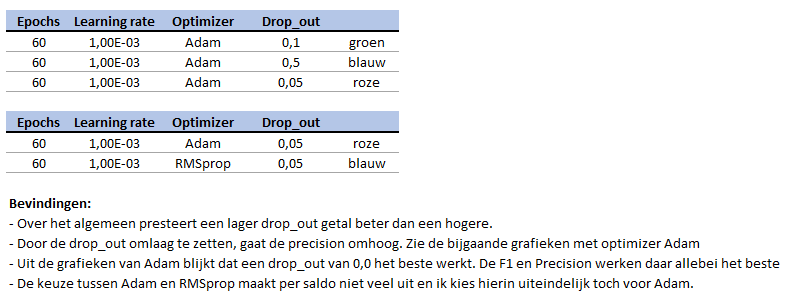 Epochs Learning rate Optimizer Drop_out
60 1,00E-03 Adam 0,1 groen
60 1,00E-03 Adam 0,5 blauw
60 1,00E-03 Adam 0,05 roze
Epochs Learning rate Optimizer Drop_out
60 1,00E-03 Adam 0,05 roze
60 1,00E-03 RMSprop 0,05 blauw
Bevindingen:
- Over het algemeen presteert een lager drop_out getal beter dan een hogere.
- Door de drop_out omlaag te zetten, gaat de precision omhoog. Zie de bijgaande grafieken met optimizer Adam
- Uit de grafieken van Adam blijkt dat een drop_out van 0,0 het beste werkt. De F1 en Precision werken daar allebei het beste
- De keuze tussen Adam en RMSprop maakt per saldo niet veel uit en ik kies hierin uiteindelijk toch voor Adam.